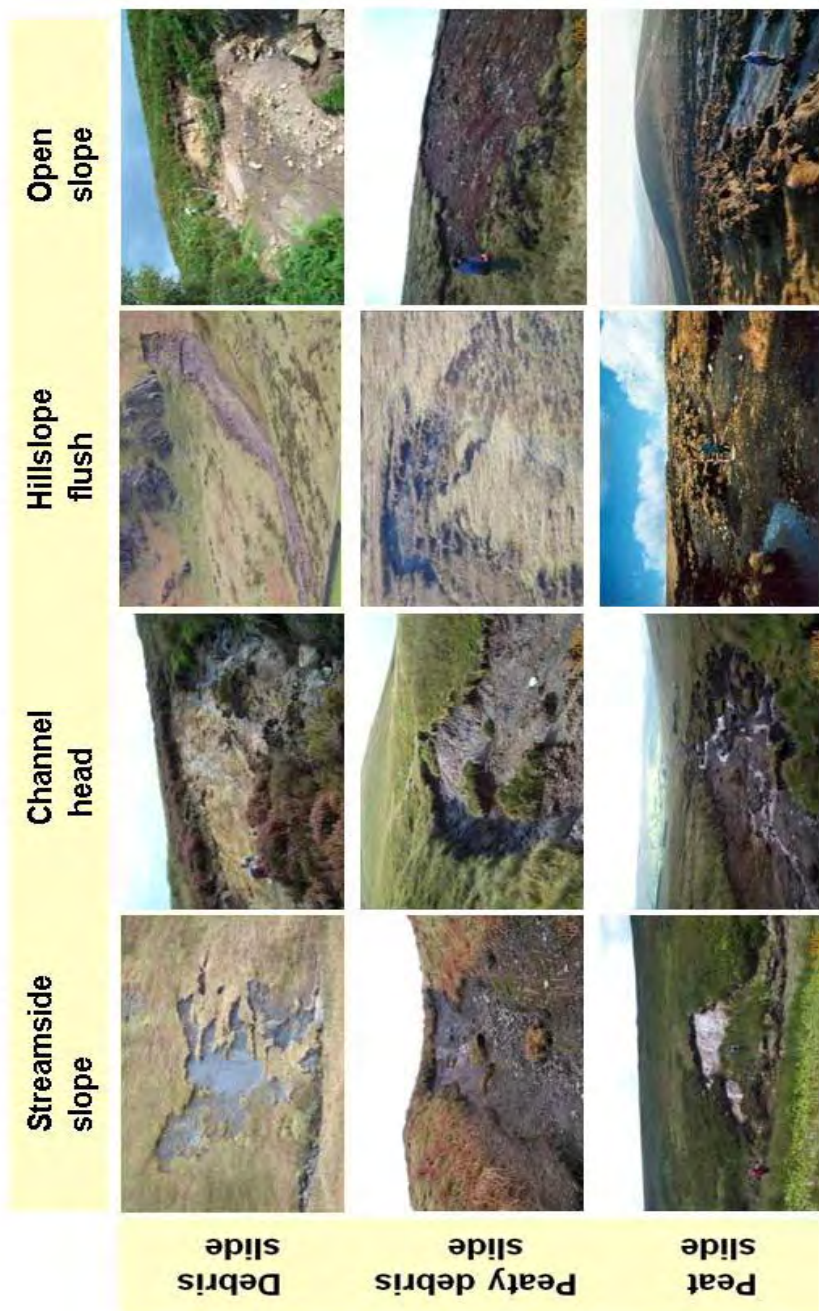 Streamside
slope
Channel
head
Hillslope
flush
Open
slope
Debris
slide
Peaty debris
slide
Peat
slide